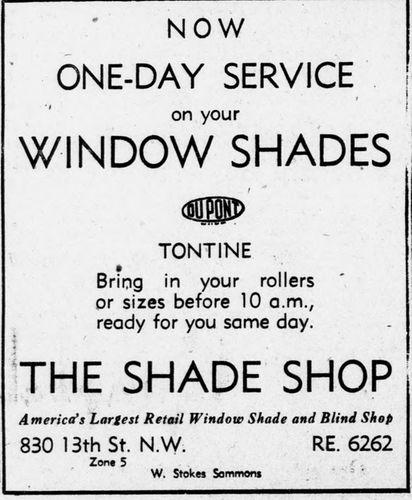 NOW
ONE-DAY SERVICE
on your
WINDOW SHADES
DU PONT
TONTINE
Bring in your rollers
or sizes before 10 a.m.,
ready for you same day.
THE SHADE SHOP
America's Largest Retail Window Shade and Blind Shop
830 13th St. N.W. RE. 6262
Zone 5
W. Stokes Sammons